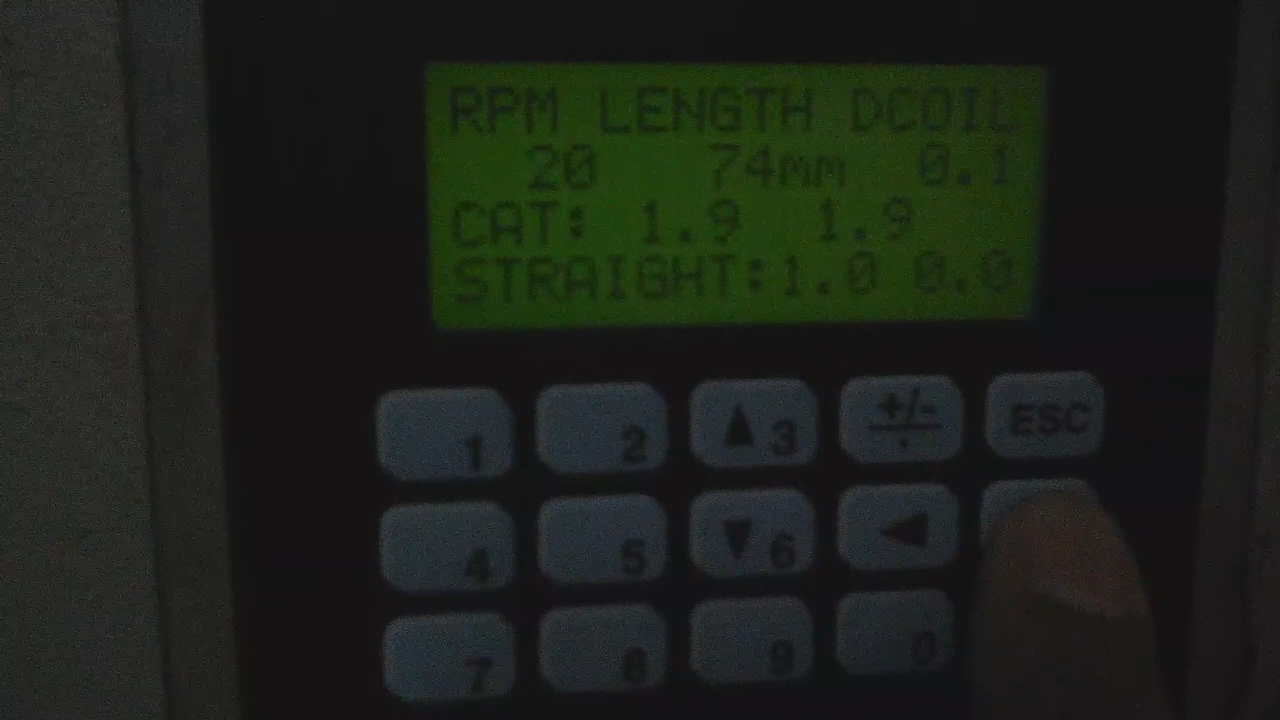 RPM LENGTH DCOIL
20 74mm 0.1
CAT: 1.9 1.9
STRAIGHT:1.0 0.0
1 2 ▲3 +/- . ESC
4 5 ▼6 ◀
7 8 9 0